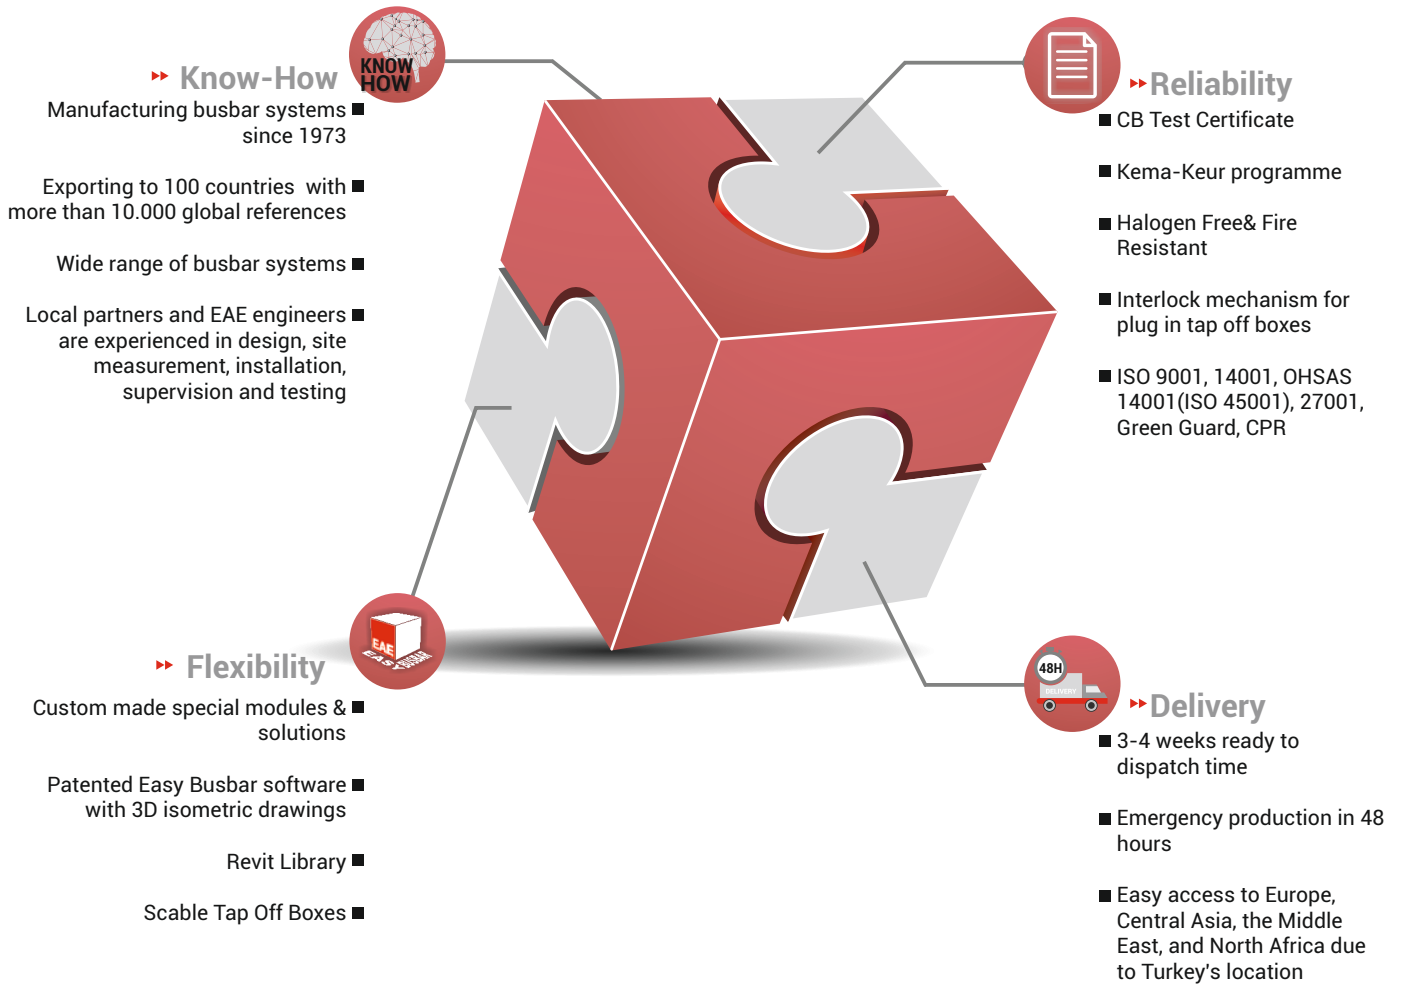 KNOW
HOW
Know-How
Manufacturing busbar systems
since 1973
Exporting to 100 countries with
more than 10.000 global references
Wide range of busbar systems
Local partners and EAE engineers
are experienced in design, site
measurement, installation,
supervision and testing
Reliability
CB Test Certificate
Kema-Keur programme
Halogen Free& Fire
Resistant
Interlock mechanism for
plug in tap off boxes
ISO 9001, 14001, OHSAS
14001(ISO 45001), 27001,
Green Guard, CPR
EAE
EASY BUSBAR
Flexibility
Custom made special modules &
solutions
Patented Easy Busbar software
with 3D isometric drawings
Revit Library
Scable Tap Off Boxes
48H
DELIVERY
Delivery
3-4 weeks ready to
dispatch time
Emergency production in 48
hours
Easy access to Europe,
Central Asia, the Middle
East, and North Africa due
to Turkey's location